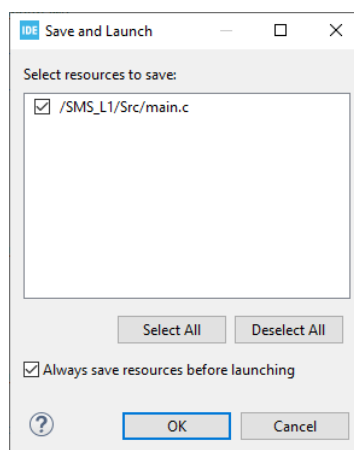 IDE Save and Launch
Select resources to save:
/SMS_L1/Src/main.c
Select All Deselect All
Always save resources before launching
? OK Cancel